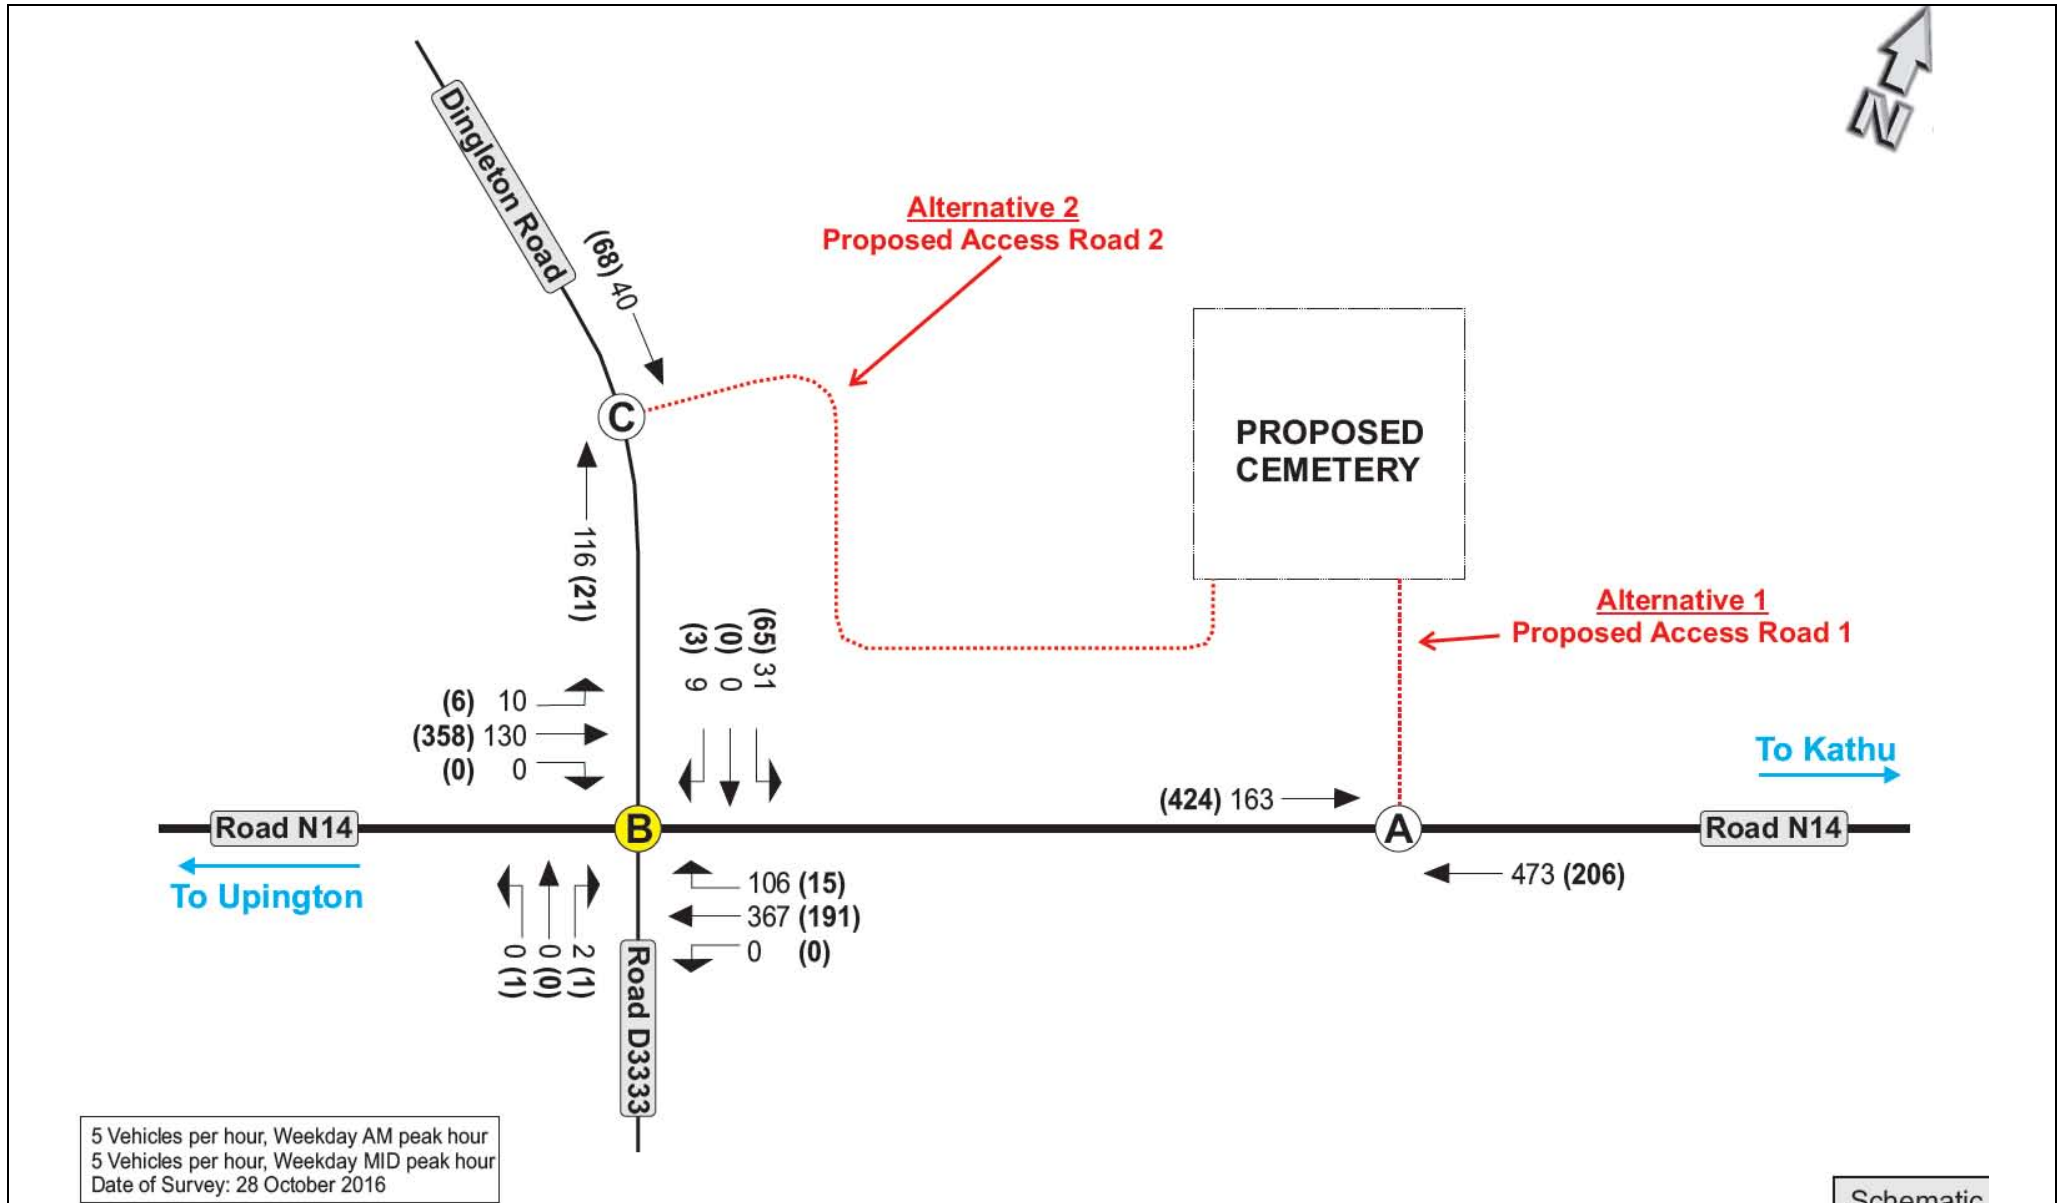 N
Dingleton Road
(68) 40
Alternative 2
Proposed Access Road 2
C
PROPOSED
CEMETERY
116 (21)
Alternative 1
Proposed Access Road 1
(3) 9
(0) 0
(65) 31
(6) 10
(358) 130
(0) 0
To Kathu
(424) 163
Road N14
B
A
Road N14
To Upington
473 (206)
106 (15)
367 (191)
0 (0)
0 (1)
0 (0)
2 (1)
Road D3333
5 Vehicles per hour, Weekday AM peak hour
5 Vehicles per hour, Weekday MID peak hour
Date of Survey: 28 October 2016
Schematic